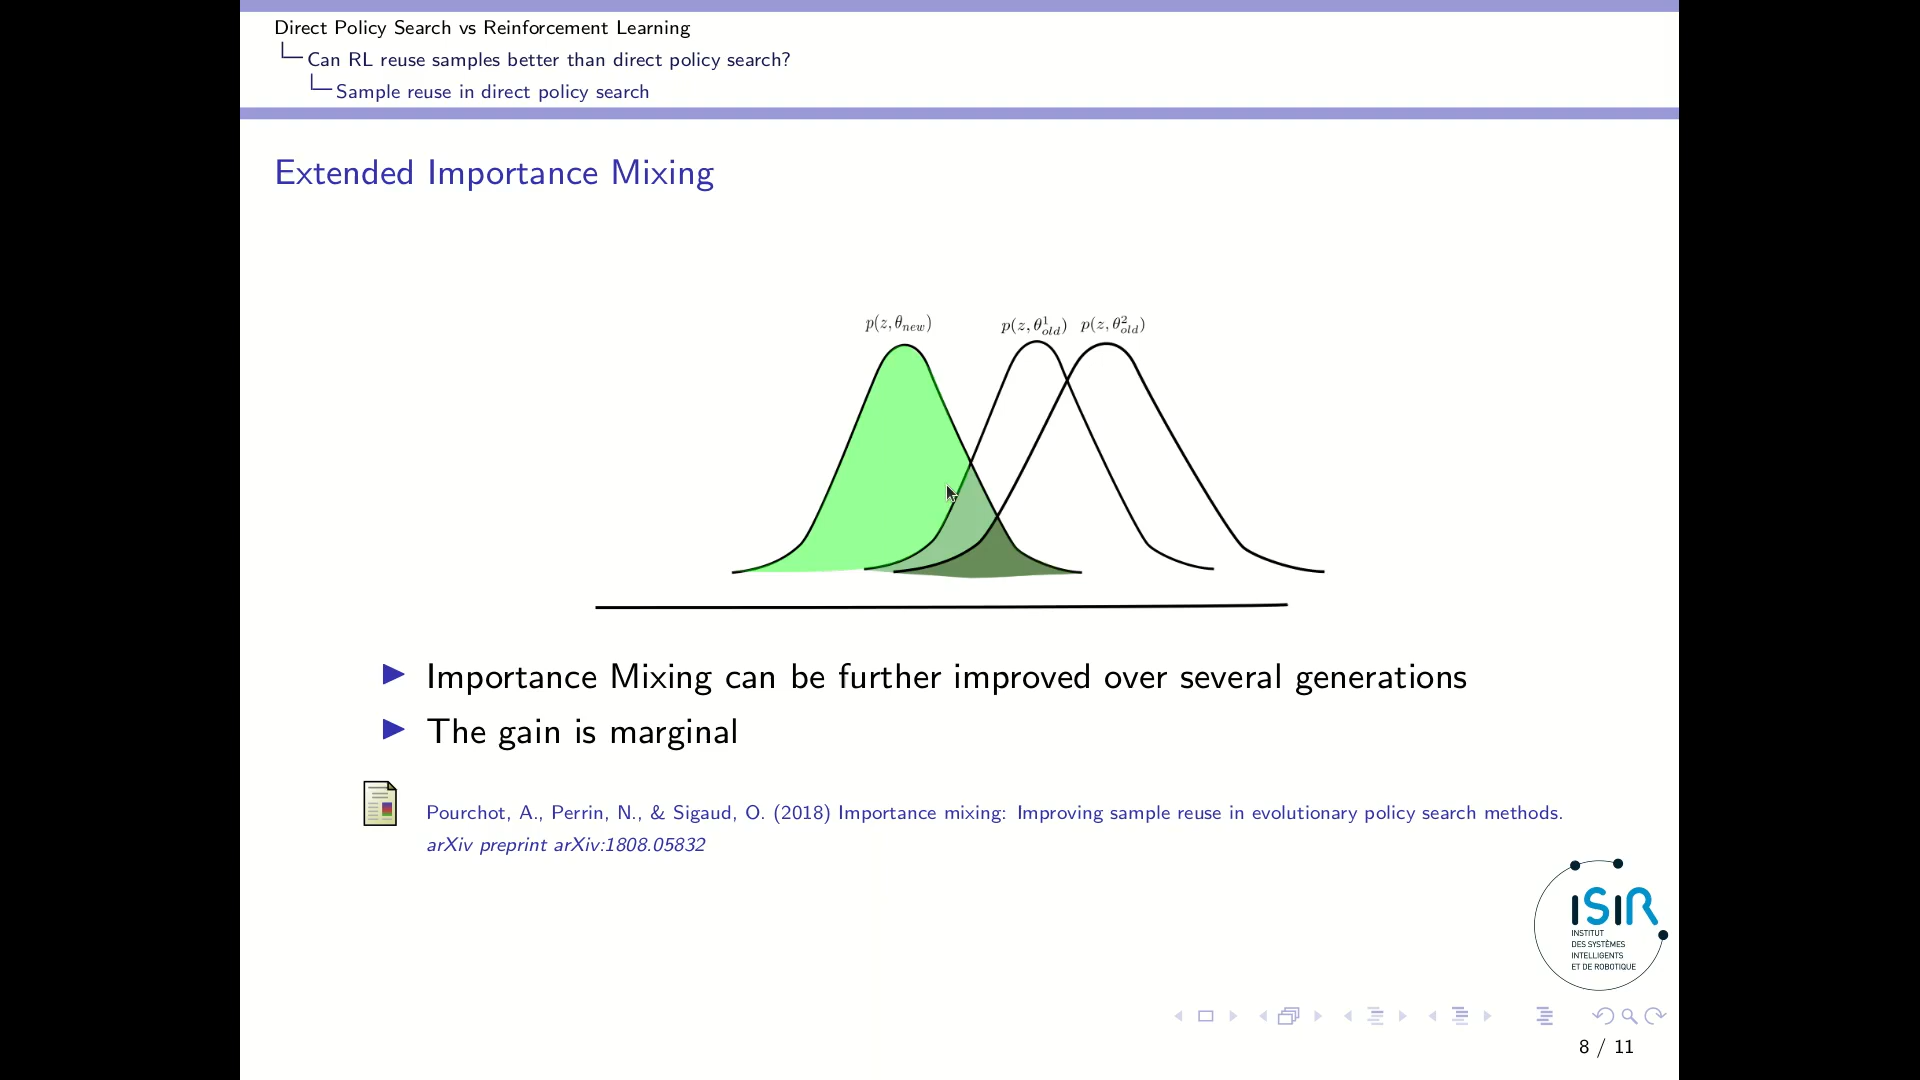 Direct Policy Search vs Reinforcement Learning
Can RL reuse samples better than direct policy search?
Sample reuse in direct policy search
Extended Importance Mixing
p(z, θ_new) p(z, θ^1_old) p(z, θ^2_old)
Importance Mixing can be further improved over several generations
The gain is marginal
Pourchot, A., Perrin, N., & Sigaud, O. (2018) Importance mixing: Improving sample reuse in evolutionary policy search methods.
arXiv preprint arXiv:1808.05832
ISIR
INSTITUT
DES SYSTÈMES
INTELLIGENTS
ET DE ROBOTIQUE
8 / 11